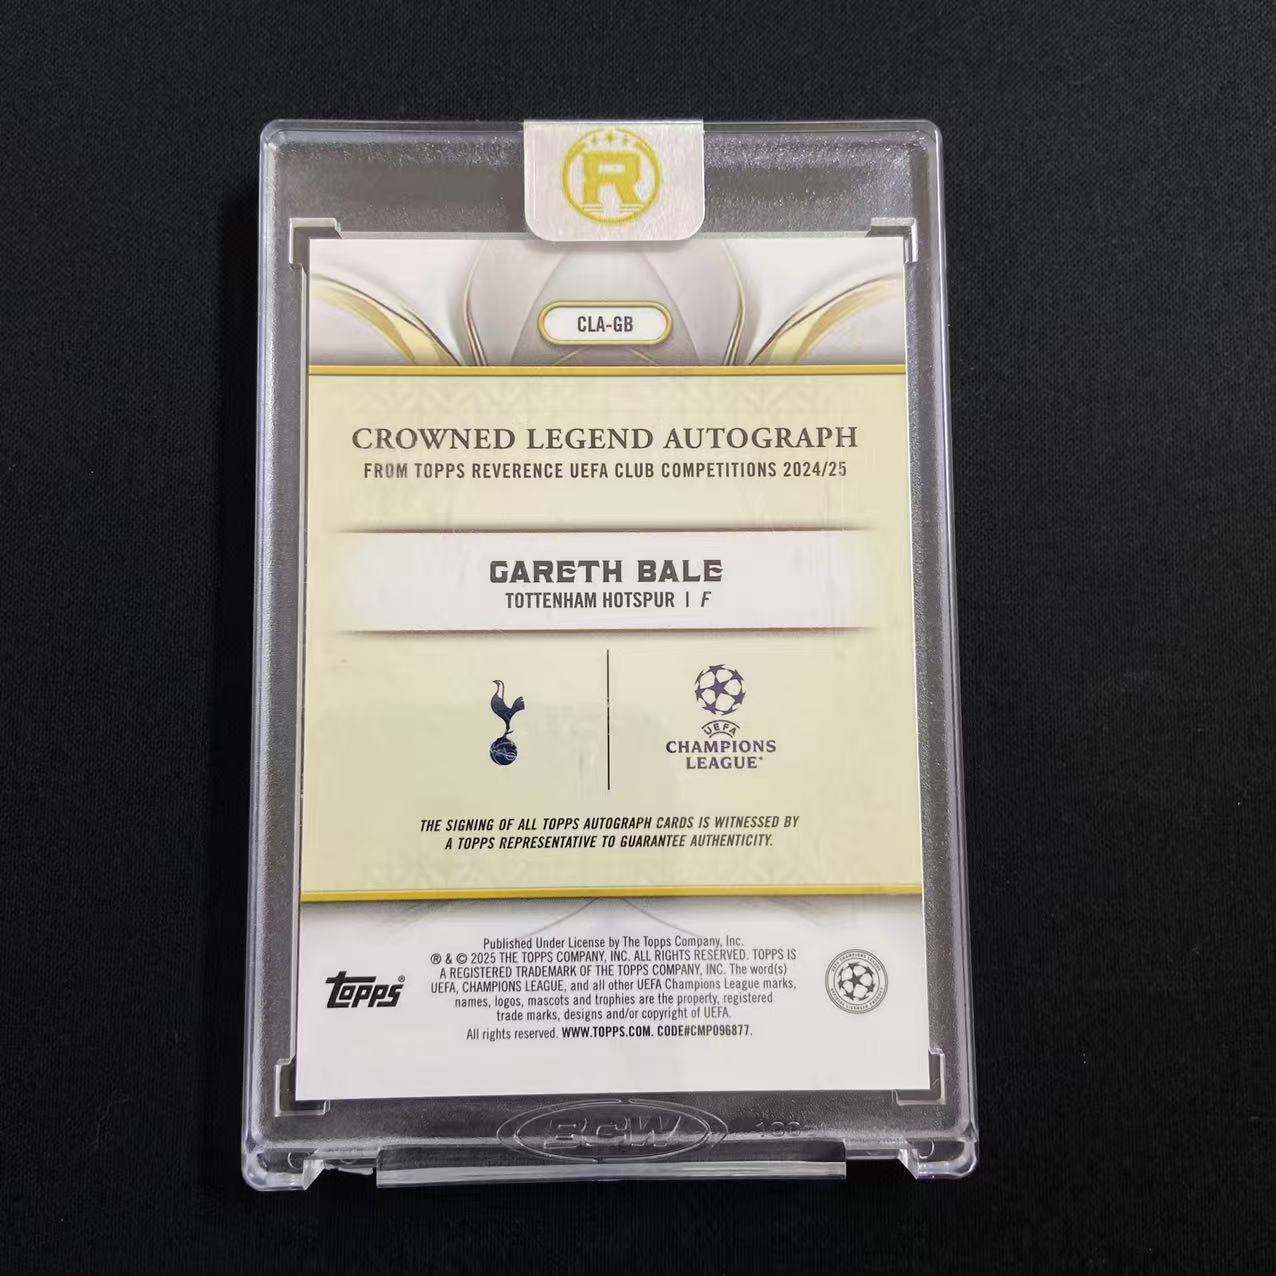 R
CLA-GB
CROWNED LEGEND AUTOGRAPH
FROM TOPPS REVERENCE UEFA CLUB COMPETITIONS 2024/25
GARETH BALE
TOTTENHAM HOTSPUR | F
UEFA
CHAMPIONS
LEAGUE®
THE SIGNING OF ALL TOPPS AUTOGRAPH CARDS IS WITNESSED BY
A TOPPS REPRESENTATIVE TO GUARANTEE AUTHENTICITY.
Published Under License by The Topps Company, Inc.
® & © 2025 THE TOPPS COMPANY, INC. ALL RIGHTS RESERVED. TOPPS IS
A REGISTERED TRADEMARK OF THE TOPPS COMPANY, INC. The word(s)
UEFA, CHAMPIONS LEAGUE, and all other UEFA Champions League marks,
names, logos, mascots and trophies are the property, registered
trade marks, designs and/or copyright of UEFA.
All rights reserved. WWW.TOPPS.COM. CODE#CMP096877.
Topps®
BCW